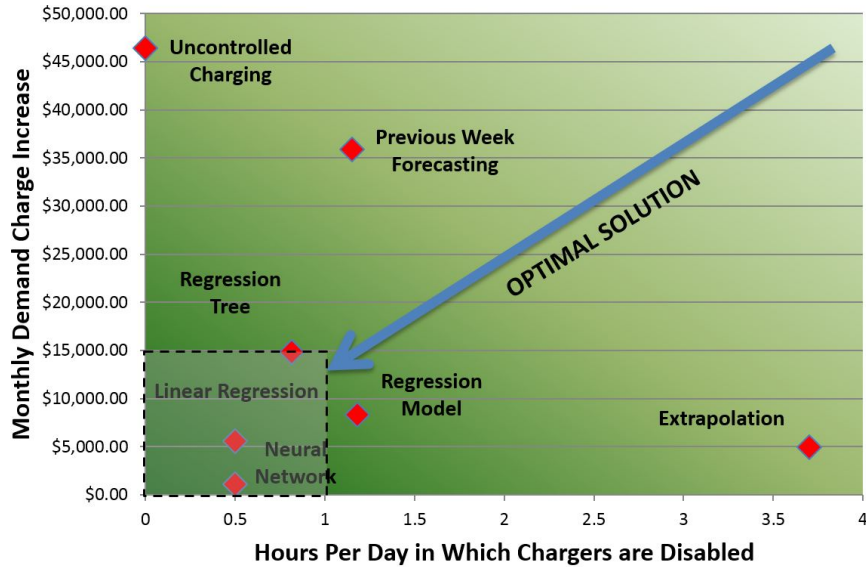 $50,000.00
$45,000.00
$40,000.00
$35,000.00
$30,000.00
$25,000.00
$20,000.00
$15,000.00
$10,000.00
$5,000.00
$0.00
Monthly Demand Charge Increase
Uncontrolled
Charging
Previous Week
Forecasting
OPTIMAL SOLUTION
Regression
Tree
Linear Regression
Regression
Model
Extrapolation
Neural
Network
0
0.5
1
1.5
2
2.5
3
3.5
4
Hours Per Day in Which Chargers are Disabled